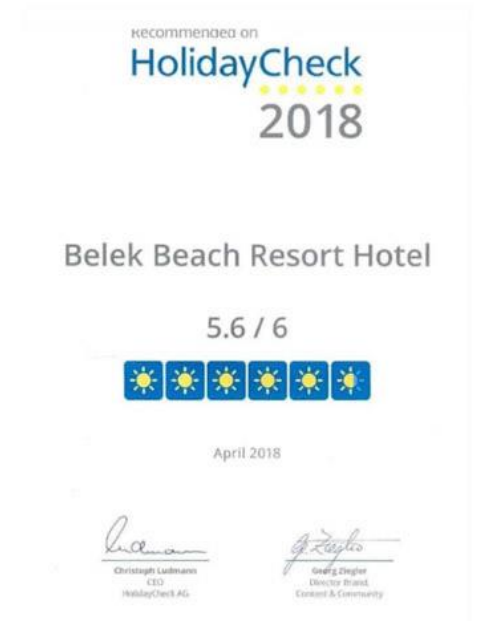 Recommended on
HolidayCheck
2018
Belek Beach Resort Hotel
5.6 / 6
April 2018
Christoph Ludmann
CEO
HolidayCheck AG
Georg Ziegler
Director Brand,
Content & Community